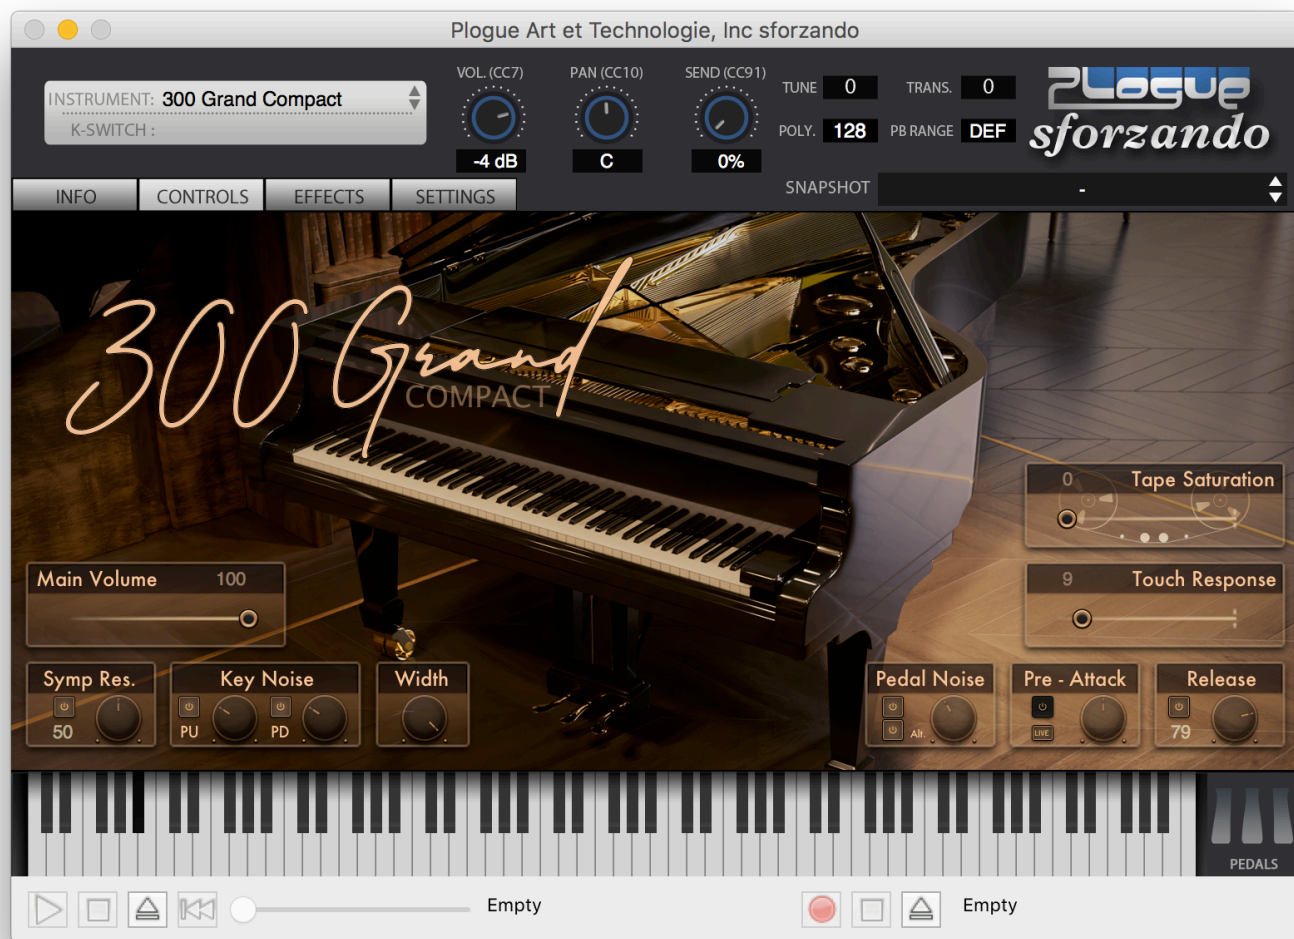 Plogue Art et Technologie, Inc sforzando
INSTRUMENT: 300 Grand Compact
K-SWITCH :
VOL. (CC7)
-4 dB
PAN (CC10)
C
SEND (CC91)
0%
TUNE 0
TRANS. 0
POLY. 128
PB RANGE DEF
Plogue
sforzando
INFO
CONTROLS
EFFECTS
SETTINGS
SNAPSHOT -
300 Grand
COMPACT
0 Tape Saturation
Main Volume 100
9 Touch Response
Symp Res.
50
Key Noise
PU
PD
Width
Pedal Noise
Alt.
Pre - Attack
LIVE
Release
79
PEDALS
Empty
Empty